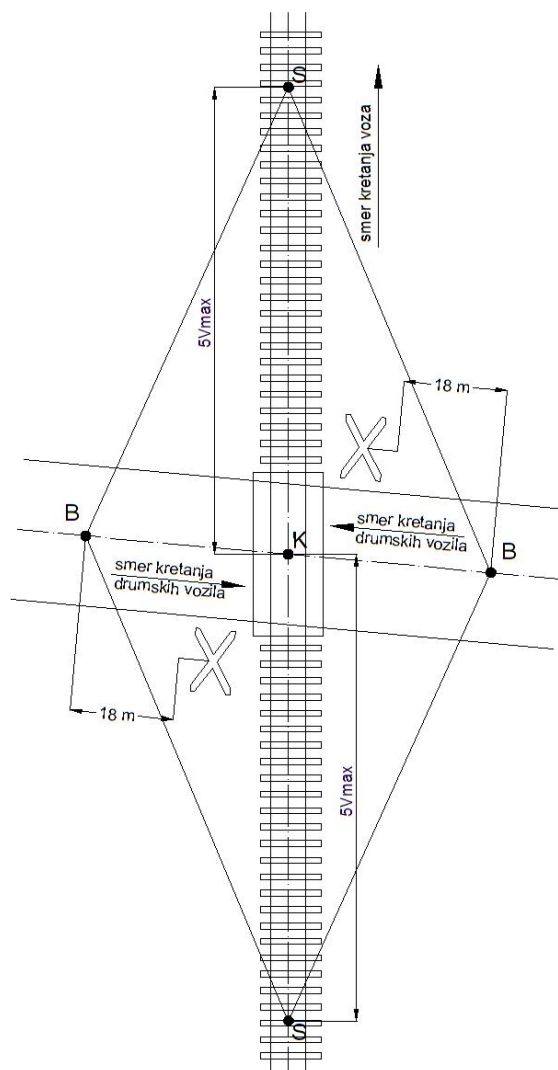 S
smer kretanja voza
5Vmax
18 m
B
smer kretanja
drumskih vozila
K
B
smer kretanja
drumskih vozila
18 m
5Vmax
S